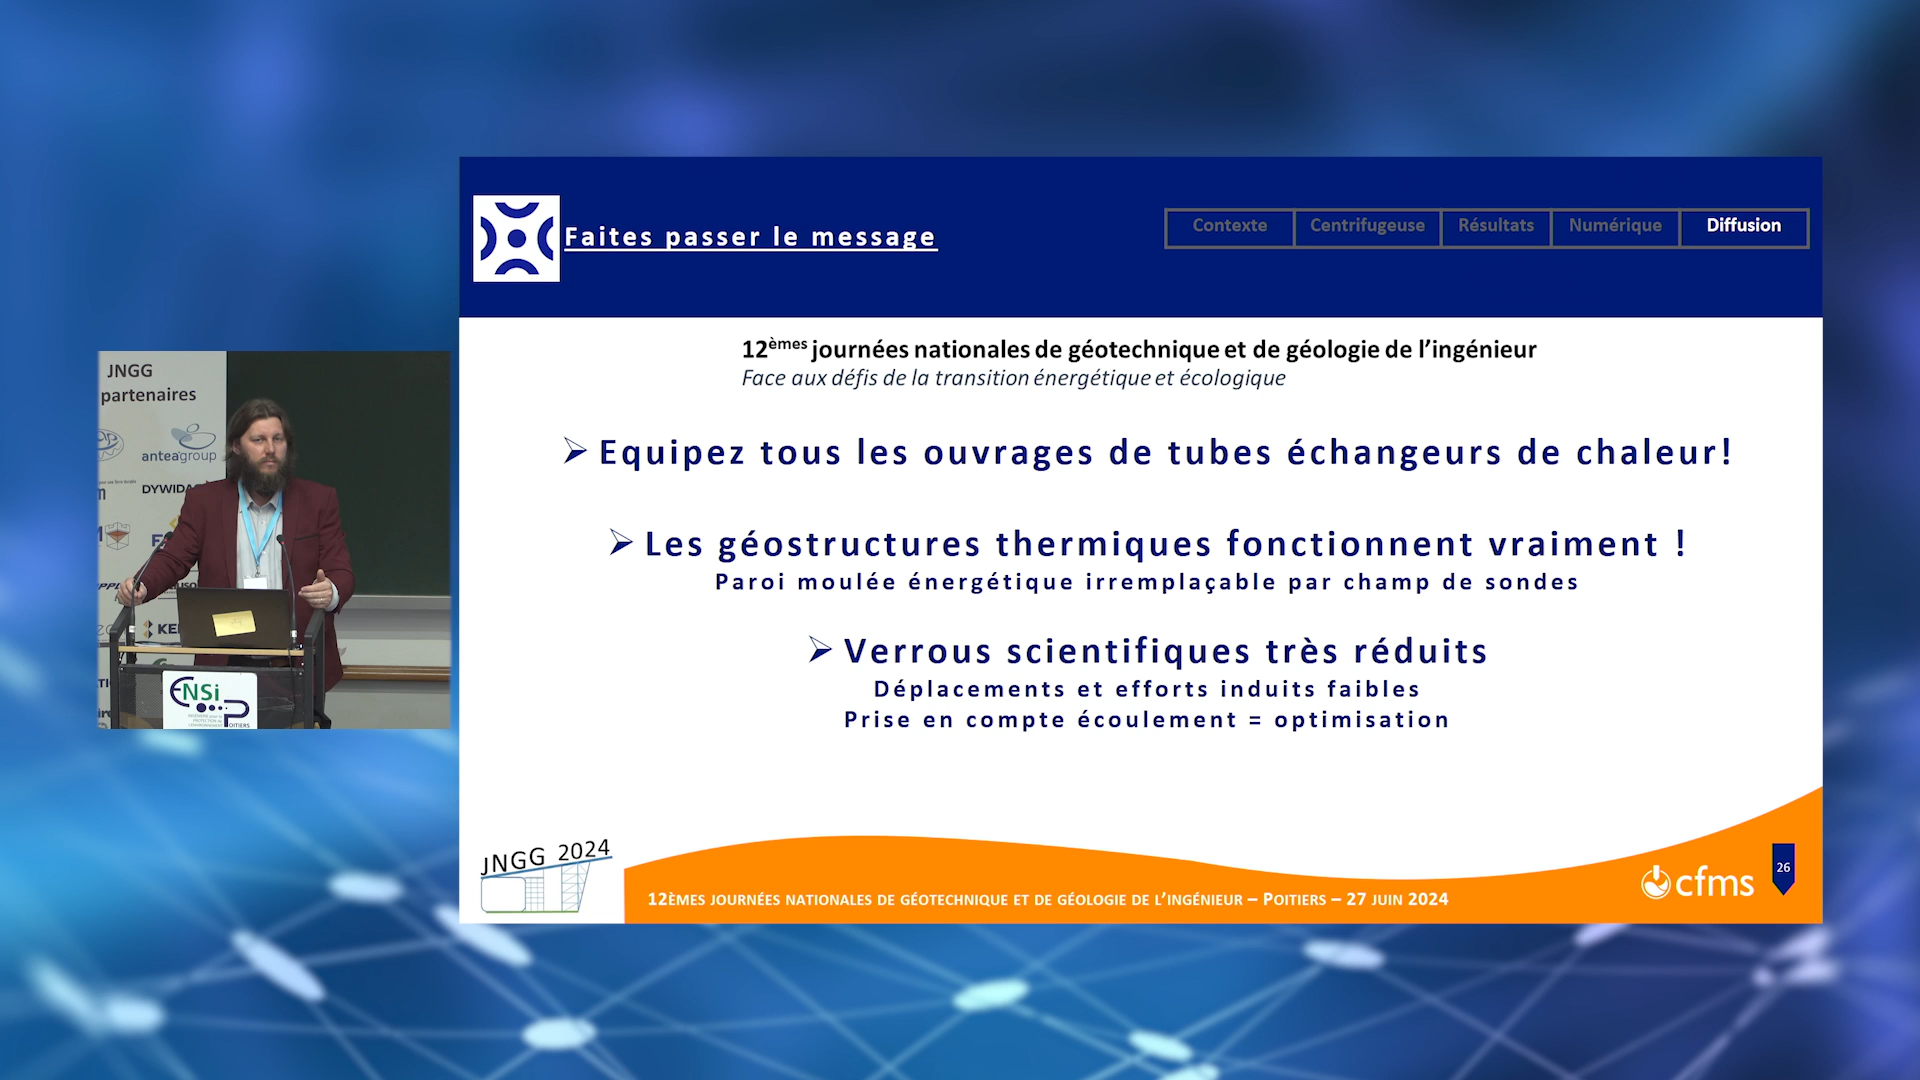 Faites passer le message
Contexte
Centrifugeuse
Résultats
Numérique
Diffusion
12èmes journées nationales de géotechnique et de géologie de l'ingénieur
Face aux défis de la transition énergétique et écologique
➢ Equipez tous les ouvrages de tubes échangeurs de chaleur!
➢ Les géostructures thermiques fonctionnent vraiment !
Paroi moulée énergétique irremplaçable par champ de sondes
➢ Verrous scientifiques très réduits
Déplacements et efforts induits faibles
Prise en compte écoulement = optimisation
JNGG 2024
12ÈMES JOURNÉES NATIONALES DE GÉOTECHNIQUE ET DE GÉOLOGIE DE L'INGÉNIEUR – POITIERS – 27 JUIN 2024
cfms
26
JNGG
partenaires
anteagroup
DYWIDA
KE
ENSi
P
POITIERS